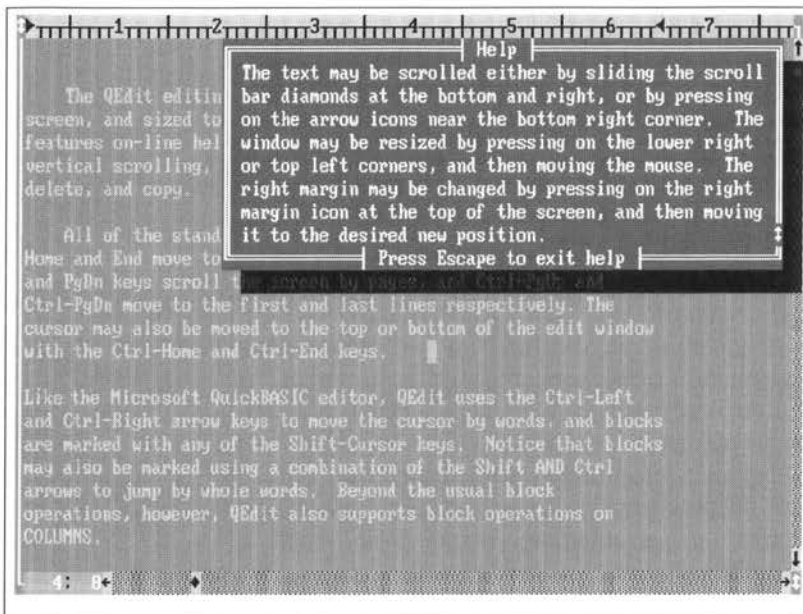 1 2 3 4 5 6 7
Help
The text may be scrolled either by sliding the scroll
bar diamonds at the bottom and right, or by pressing
on the arrow icons near the bottom right corner. The
window may be resized by pressing on the lower right
or top left corners, and then moving the mouse. The
right margin may be changed by pressing on the right
margin icon at the top of the screen, and then moving
it to the desired new position.
Press Escape to exit help
The QEdit editin
screen, and sized to
features on-line hel
vertical scrolling,
delete, and copy.
All of the stand
Home and End move to
and PgDn keys scroll the screen by pages, and Ctrl-PgUp and
Ctrl-PgDn move to the first and last lines respectively. The
cursor may also be moved to the top or bottom of the edit window
with the Ctrl-Home and Ctrl-End keys.
Like the Microsoft QuickBASIC editor, QEdit uses the Ctrl-Left
and Ctrl-Right arrow keys to move the cursor by words, and blocks
are marked with any of the Shift-Cursor keys. Notice that blocks
may also be marked using a combination of the Shift AND Ctrl
arrows to jump by whole words. Beyond the usual block
operations, however, QEdit also supports block operations on
COLUMNS.
4: 8